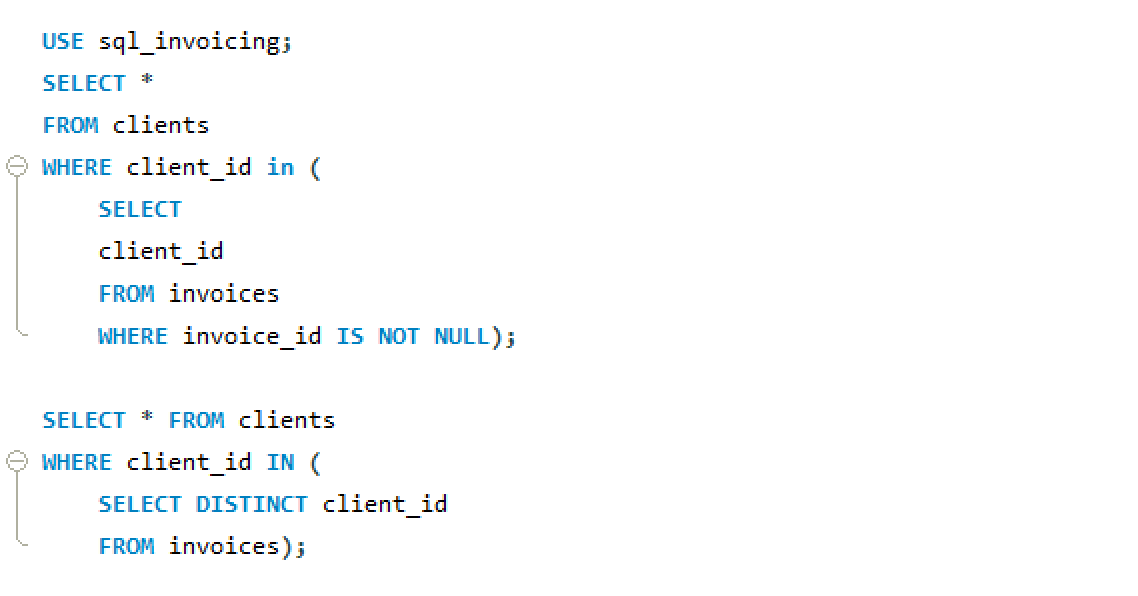 USE sql_invoicing;
SELECT *
FROM clients
WHERE client_id in (
SELECT
client_id
FROM invoices
WHERE invoice_id IS NOT NULL);
SELECT * FROM clients
WHERE client_id IN (
SELECT DISTINCT client_id
FROM invoices);